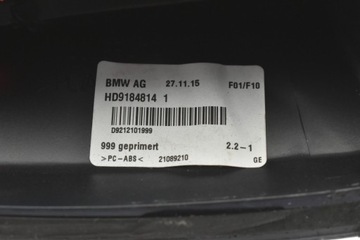 BMW AG 27.11.15 F01/F10
HD9184814 1
D9212101999
999 geprimert 2.2-1
>PC-ABS< 21089210 GE